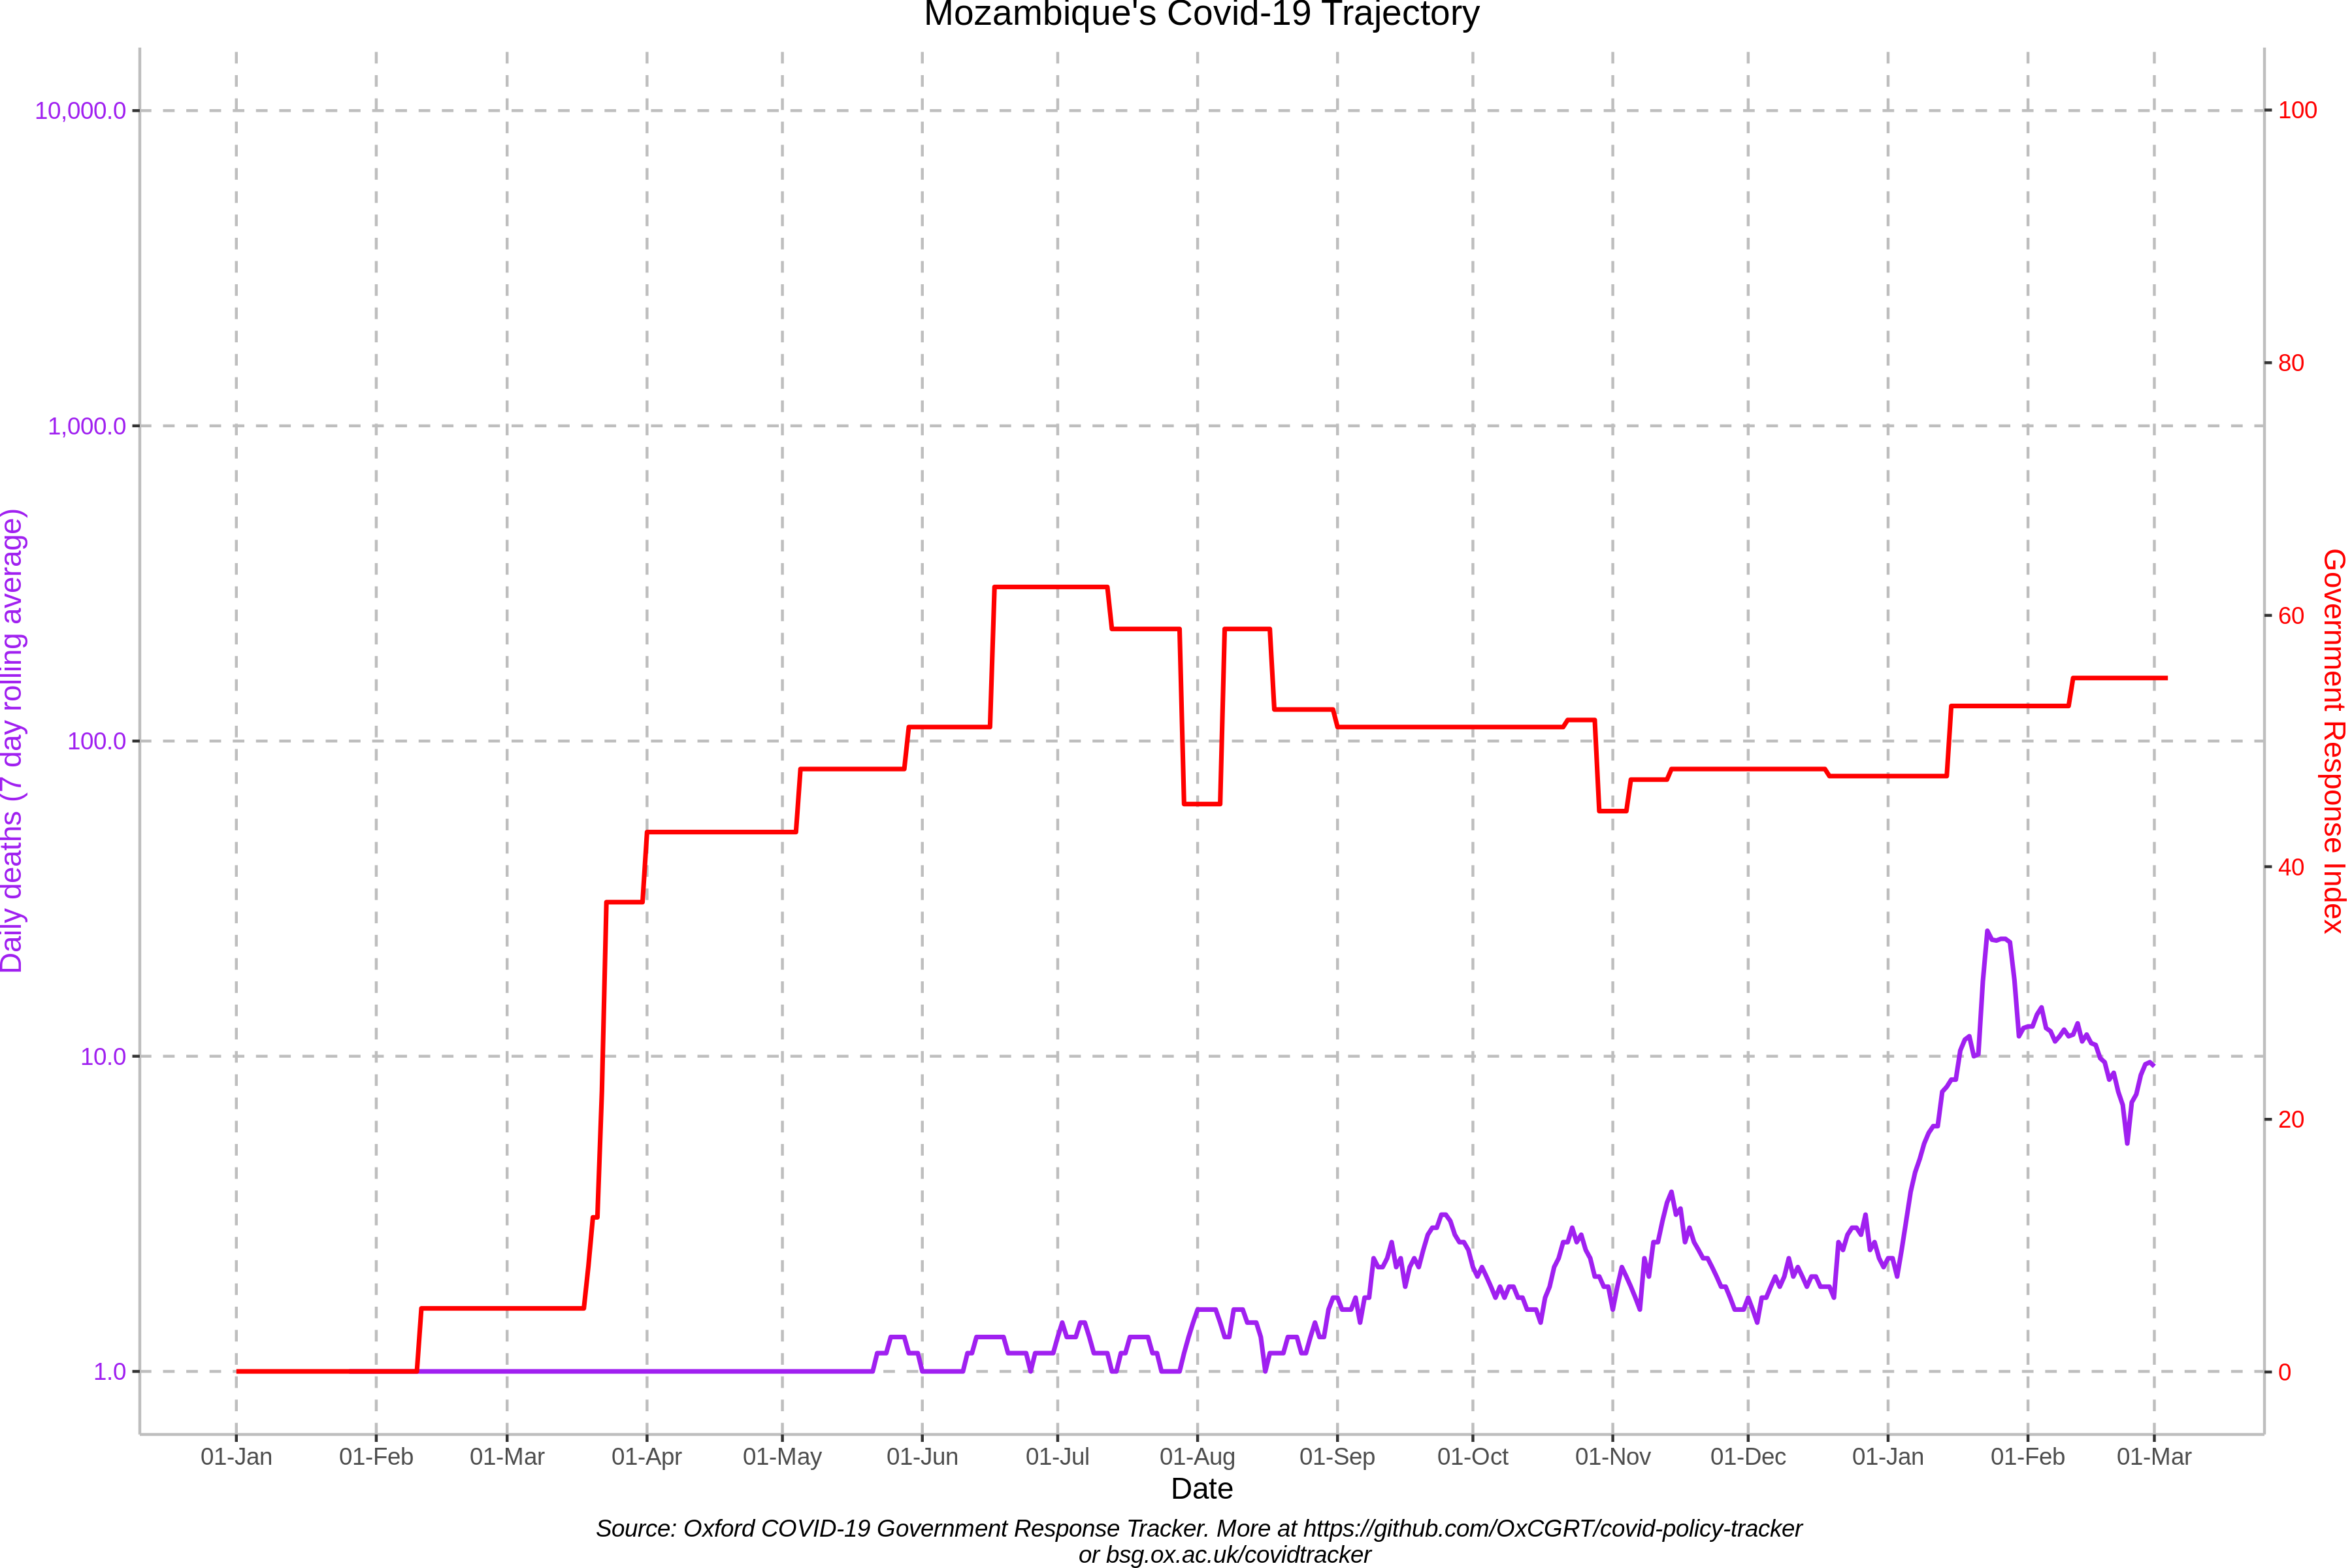 Mozambique's Covid-19 Trajectory
Daily deaths (7 day rolling average)
10,000.0
1,000.0
100.0
10.0
1.0
100
80
60
40
20
0
Government Response Index
01-Jan 01-Feb 01-Mar 01-Apr 01-May 01-Jun 01-Jul 01-Aug 01-Sep 01-Oct 01-Nov 01-Dec 01-Jan 01-Feb 01-Mar
Date
Source: Oxford COVID-19 Government Response Tracker. More at https://github.com/OxCGRT/covid-policy-tracker
or bsg.ox.ac.uk/covidtracker